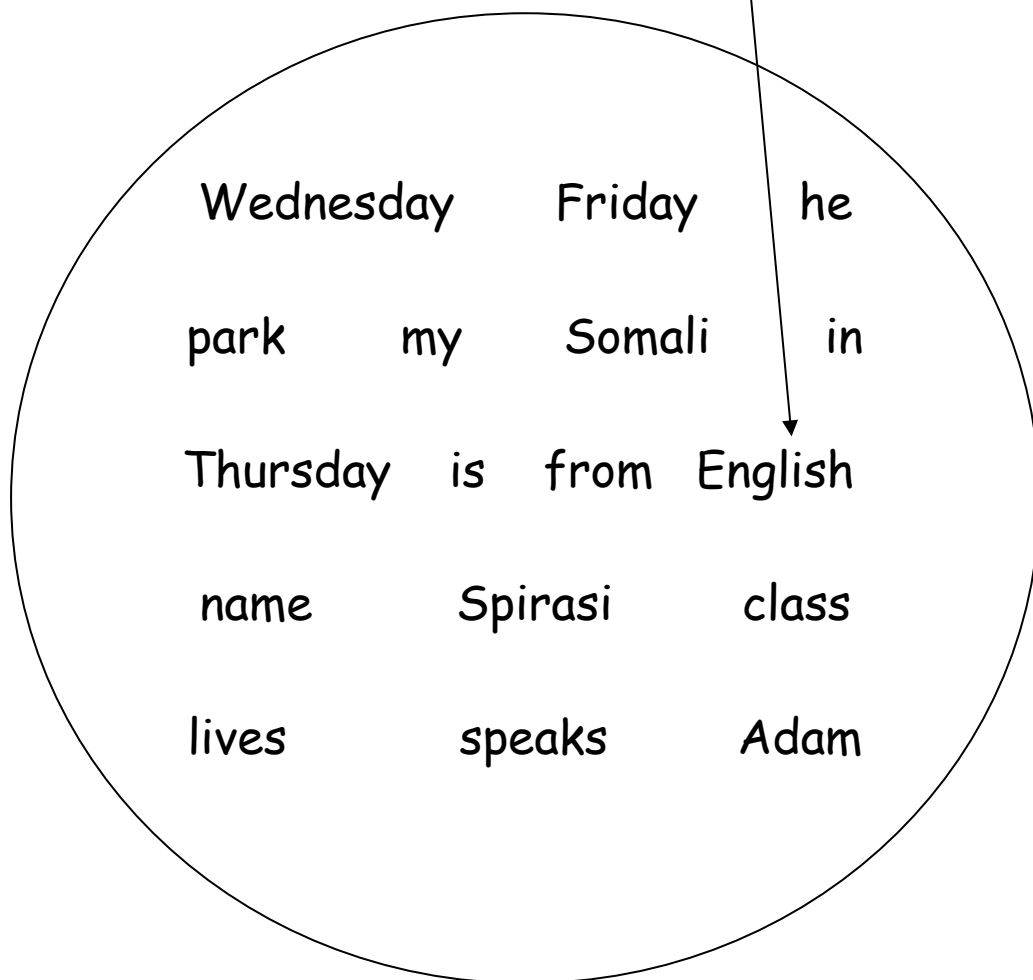 Wednesday Friday he
park my Somali in
Thursday is from English
name Spirasi class
lives speaks Adam